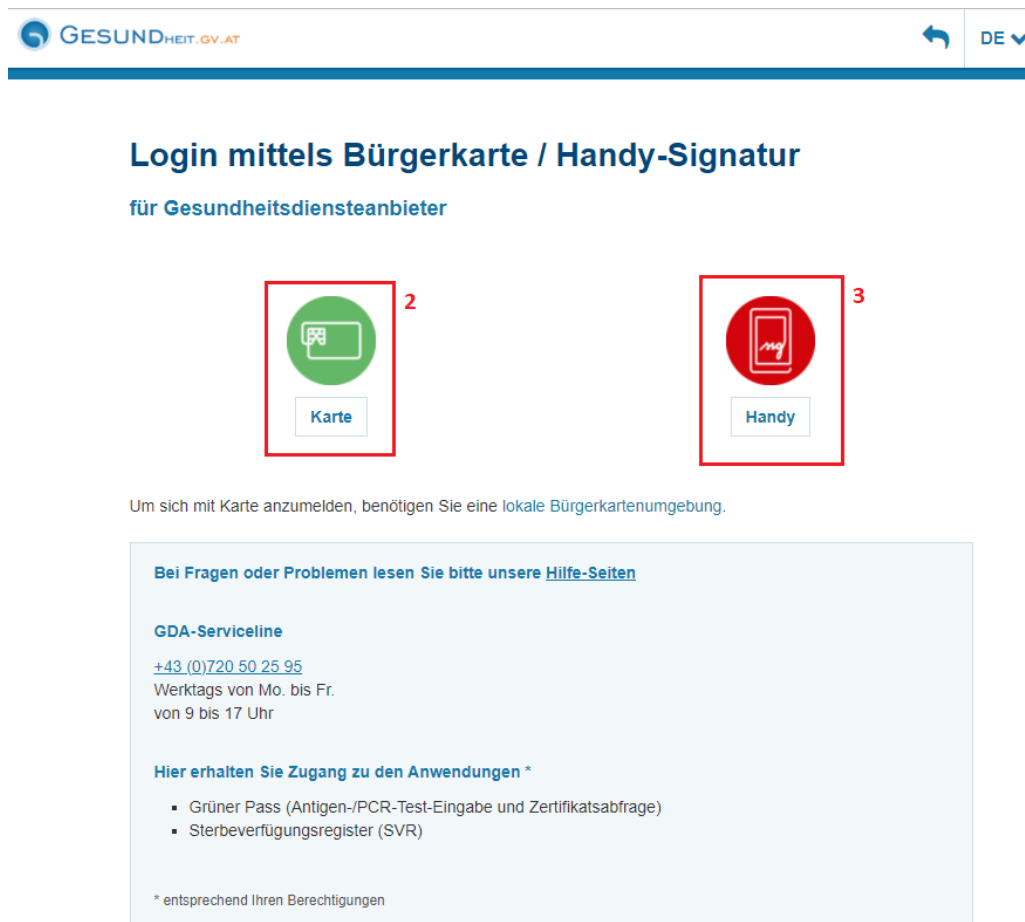 GESUNDHEIT.GV.AT
DE
Login mittels Bürgerkarte / Handy-Signatur
für Gesundheitsdiensteanbieter
2
3
Karte
Handy
Um sich mit Karte anzumelden, benötigen Sie eine lokale Bürgerkartenumgebung.
Bei Fragen oder Problemen lesen Sie bitte unsere Hilfe-Seiten
GDA-Serviceline
+43 (0)720 50 25 95
Werktags von Mo. bis Fr.
von 9 bis 17 Uhr
Hier erhalten Sie Zugang zu den Anwendungen *
▪ Grüner Pass (Antigen-/PCR-Test-Eingabe und Zertifikatsabfrage)
▪ Sterbeverfügungsregister (SVR)
* entsprechend Ihren Berechtigungen